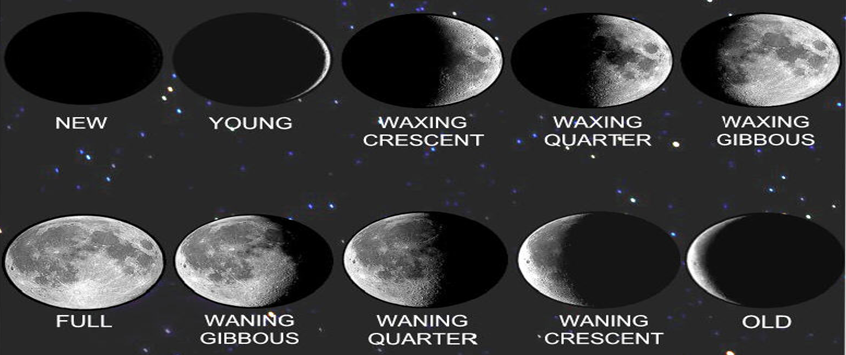 NEW
YOUNG
WAXING
CRESCENT
WAXING
QUARTER
WAXING
GIBBOUS
FULL
WANING
GIBBOUS
WANING
QUARTER
WANING
CRESCENT
OLD